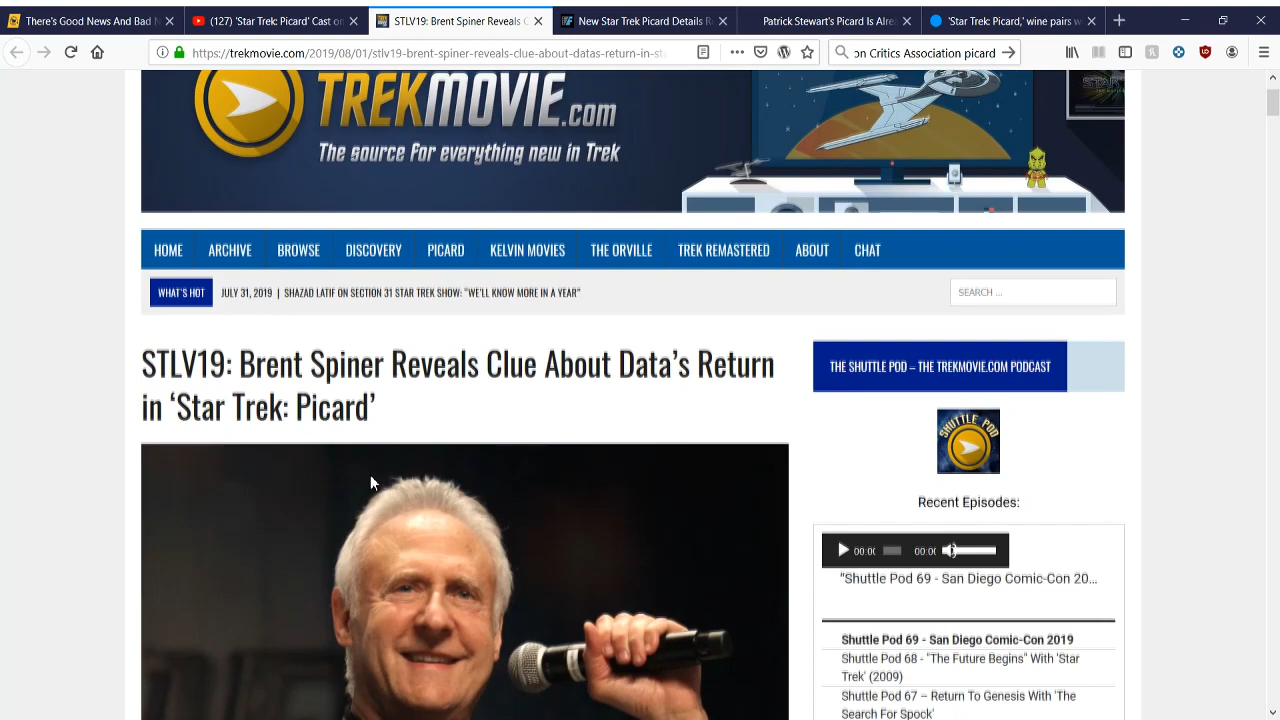 There's Good News And Bad N
(127) 'Star Trek: Picard' Cast on
STLV19: Brent Spiner Reveals C
New Star Trek Picard Details R
Patrick Stewart's Picard Is Alre
'Star Trek: Picard,' wine pairs w
https://trekmovie.com/2019/08/01/stlv19-brent-spiner-reveals-clue-about-datas-return-in-st
on Critics Association picard
TREKMOVIE.com
The source for everything new in Trek
HOME ARCHIVE BROWSE DISCOVERY PICARD KELVIN MOVIES THE ORVILLE TREK REMASTERED ABOUT CHAT
WHAT'S HOT JULY 31, 2019 | SHAZAD LATIF ON SECTION 31 STAR TREK SHOW: "WE'LL KNOW MORE IN A YEAR"
SEARCH ...
STLV19: Brent Spiner Reveals Clue About Data's Return
in 'Star Trek: Picard'
THE SHUTTLE POD – THE TREKMOVIE.COM PODCAST
SHUTTLE POD
Recent Episodes:
00:00 00:00
"Shuttle Pod 69 - San Diego Comic-Con 20...
Shuttle Pod 69 - San Diego Comic-Con 2019
Shuttle Pod 68 - "The Future Begins" With 'Star
Trek' (2009)
Shuttle Pod 67 – Return To Genesis With 'The
Search For Spock'